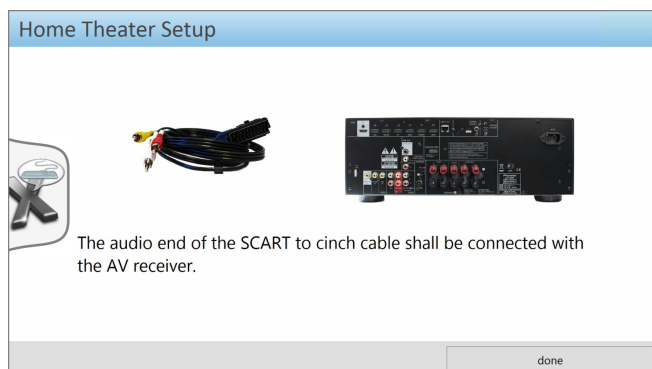 Home Theater Setup
The audio end of the SCART to cinch cable shall be connected with
the AV receiver.
done